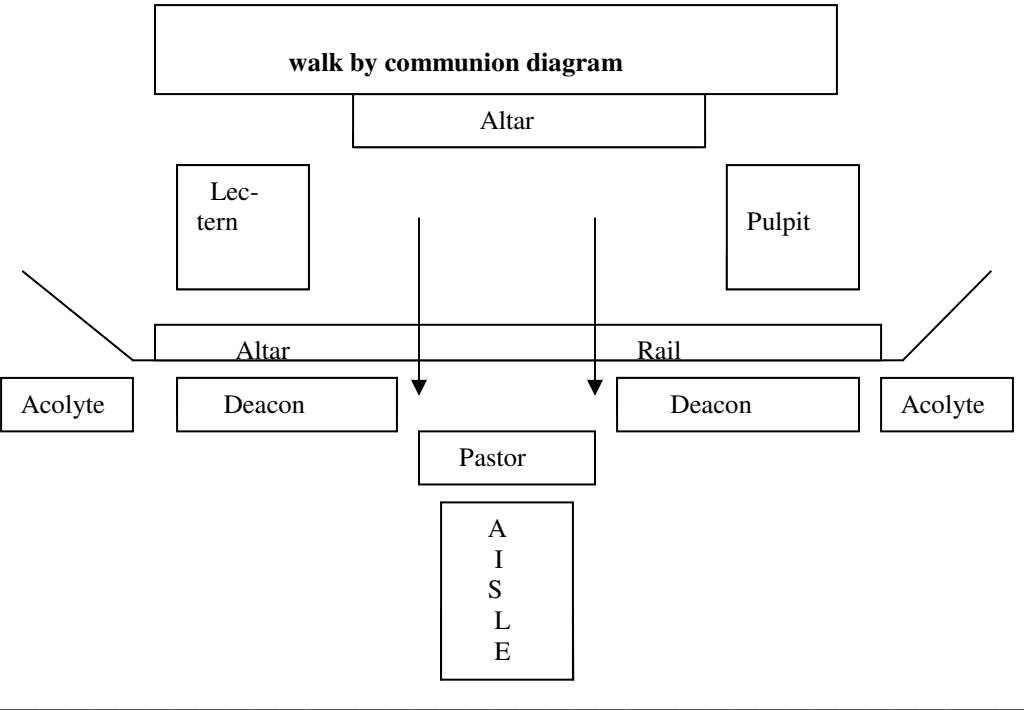 walk by communion diagram
Altar
Lec-
tern
Pulpit
Altar Rail
Acolyte Deacon Deacon Acolyte
Pastor
A
I
S
L
E